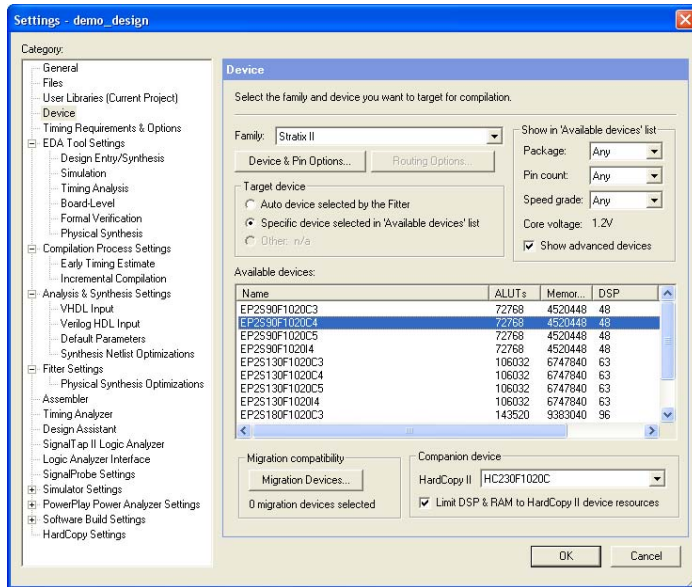 Settings - demo_design
Category:
General
Files
User Libraries (Current Project)
Device
Timing Requirements & Options
EDA Tool Settings
Design Entry/Synthesis
Simulation
Timing Analysis
Board-Level
Formal Verification
Physical Synthesis
Compilation Process Settings
Early Timing Estimate
Incremental Compilation
Analysis & Synthesis Settings
VHDL Input
Verilog HDL Input
Default Parameters
Synthesis Netlist Optimizations
Fitter Settings
Physical Synthesis Optimizations
Assembler
Timing Analyzer
Design Assistant
SignalTap II Logic Analyzer
Logic Analyzer Interface
SignalProbe Settings
Simulator Settings
PowerPlay Power Analyzer Settings
Software Build Settings
HardCopy Settings
Device
Select the family and device you want to target for compilation.
Family: Stratix II
Device & Pin Options... Routing Options...
Target device
Auto device selected by the Fitter
Specific device selected in 'Available devices' list
Other: n/a
Show in 'Available devices' list
Package: Any
Pin count: Any
Speed grade: Any
Core voltage: 1.2V
Show advanced devices
Available devices:
Name ALUTs Memor... DSP
EP2S90F1020C3 72768 4520448 48
EP2S90F1020C4 72768 4520448 48
EP2S90F1020C5 72768 4520448 48
EP2S90F1020I4 72768 4520448 48
EP2S130F1020C3 106032 6747840 63
EP2S130F1020C4 106032 6747840 63
EP2S130F1020C5 106032 6747840 63
EP2S130F1020I4 106032 6747840 63
EP2S180F1020C3 143520 9383040 96
Migration compatibility
Migration Devices...
0 migration devices selected
Companion device
HardCopy II HC230F1020C
Limit DSP & RAM to HardCopy II device resources
OK Cancel